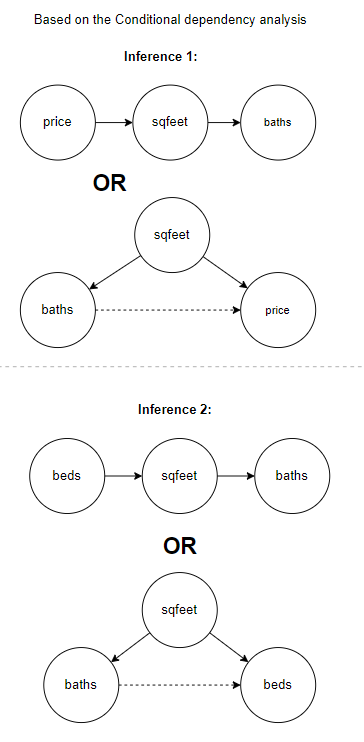 Based on the Conditional dependency analysis
Inference 1:
price
sqfeet
baths
OR
sqfeet
baths
price
Inference 2:
beds
sqfeet
baths
OR
sqfeet
baths
beds